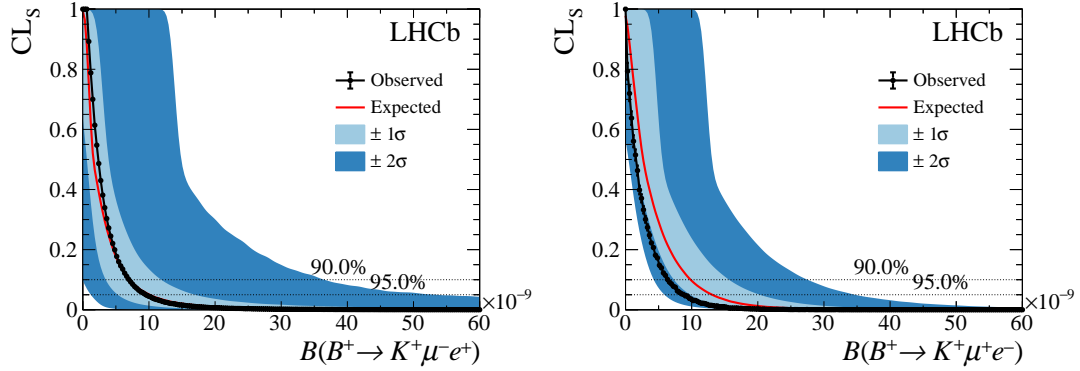 CLs
1
0.8
0.6
0.4
0.2
0
LHCb
Observed
Expected
± 1σ
± 2σ
90.0%
95.0%
×10⁻⁹
0 10 20 30 40 50 60
B(B⁺→ K⁺μ⁻e⁺)
CLs
1
0.8
0.6
0.4
0.2
0
LHCb
Observed
Expected
± 1σ
± 2σ
90.0%
95.0%
×10⁻⁹
0 10 20 30 40 50 60
B(B⁺→ K⁺μ⁺e⁻)